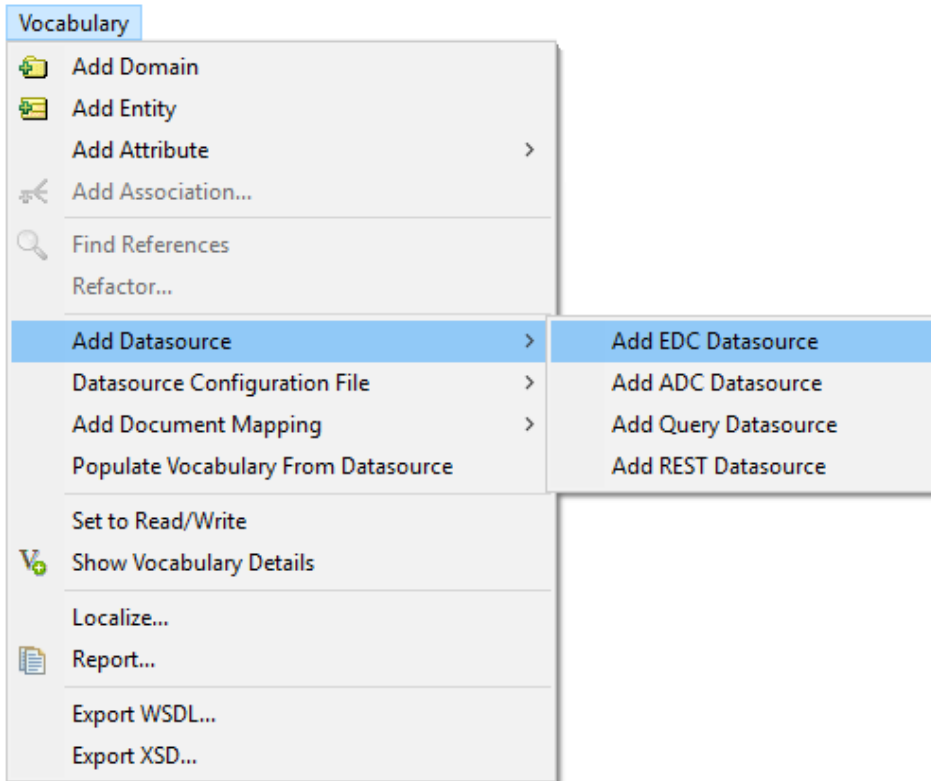 Vocabulary
Add Domain
Add Entity
Add Attribute
Add Association...
Find References
Refactor...
Add Datasource
Add EDC Datasource
Datasource Configuration File
Add ADC Datasource
Add Document Mapping
Add Query Datasource
Populate Vocabulary From Datasource
Add REST Datasource
Set to Read/Write
Show Vocabulary Details
Localize...
Report...
Export WSDL...
Export XSD...